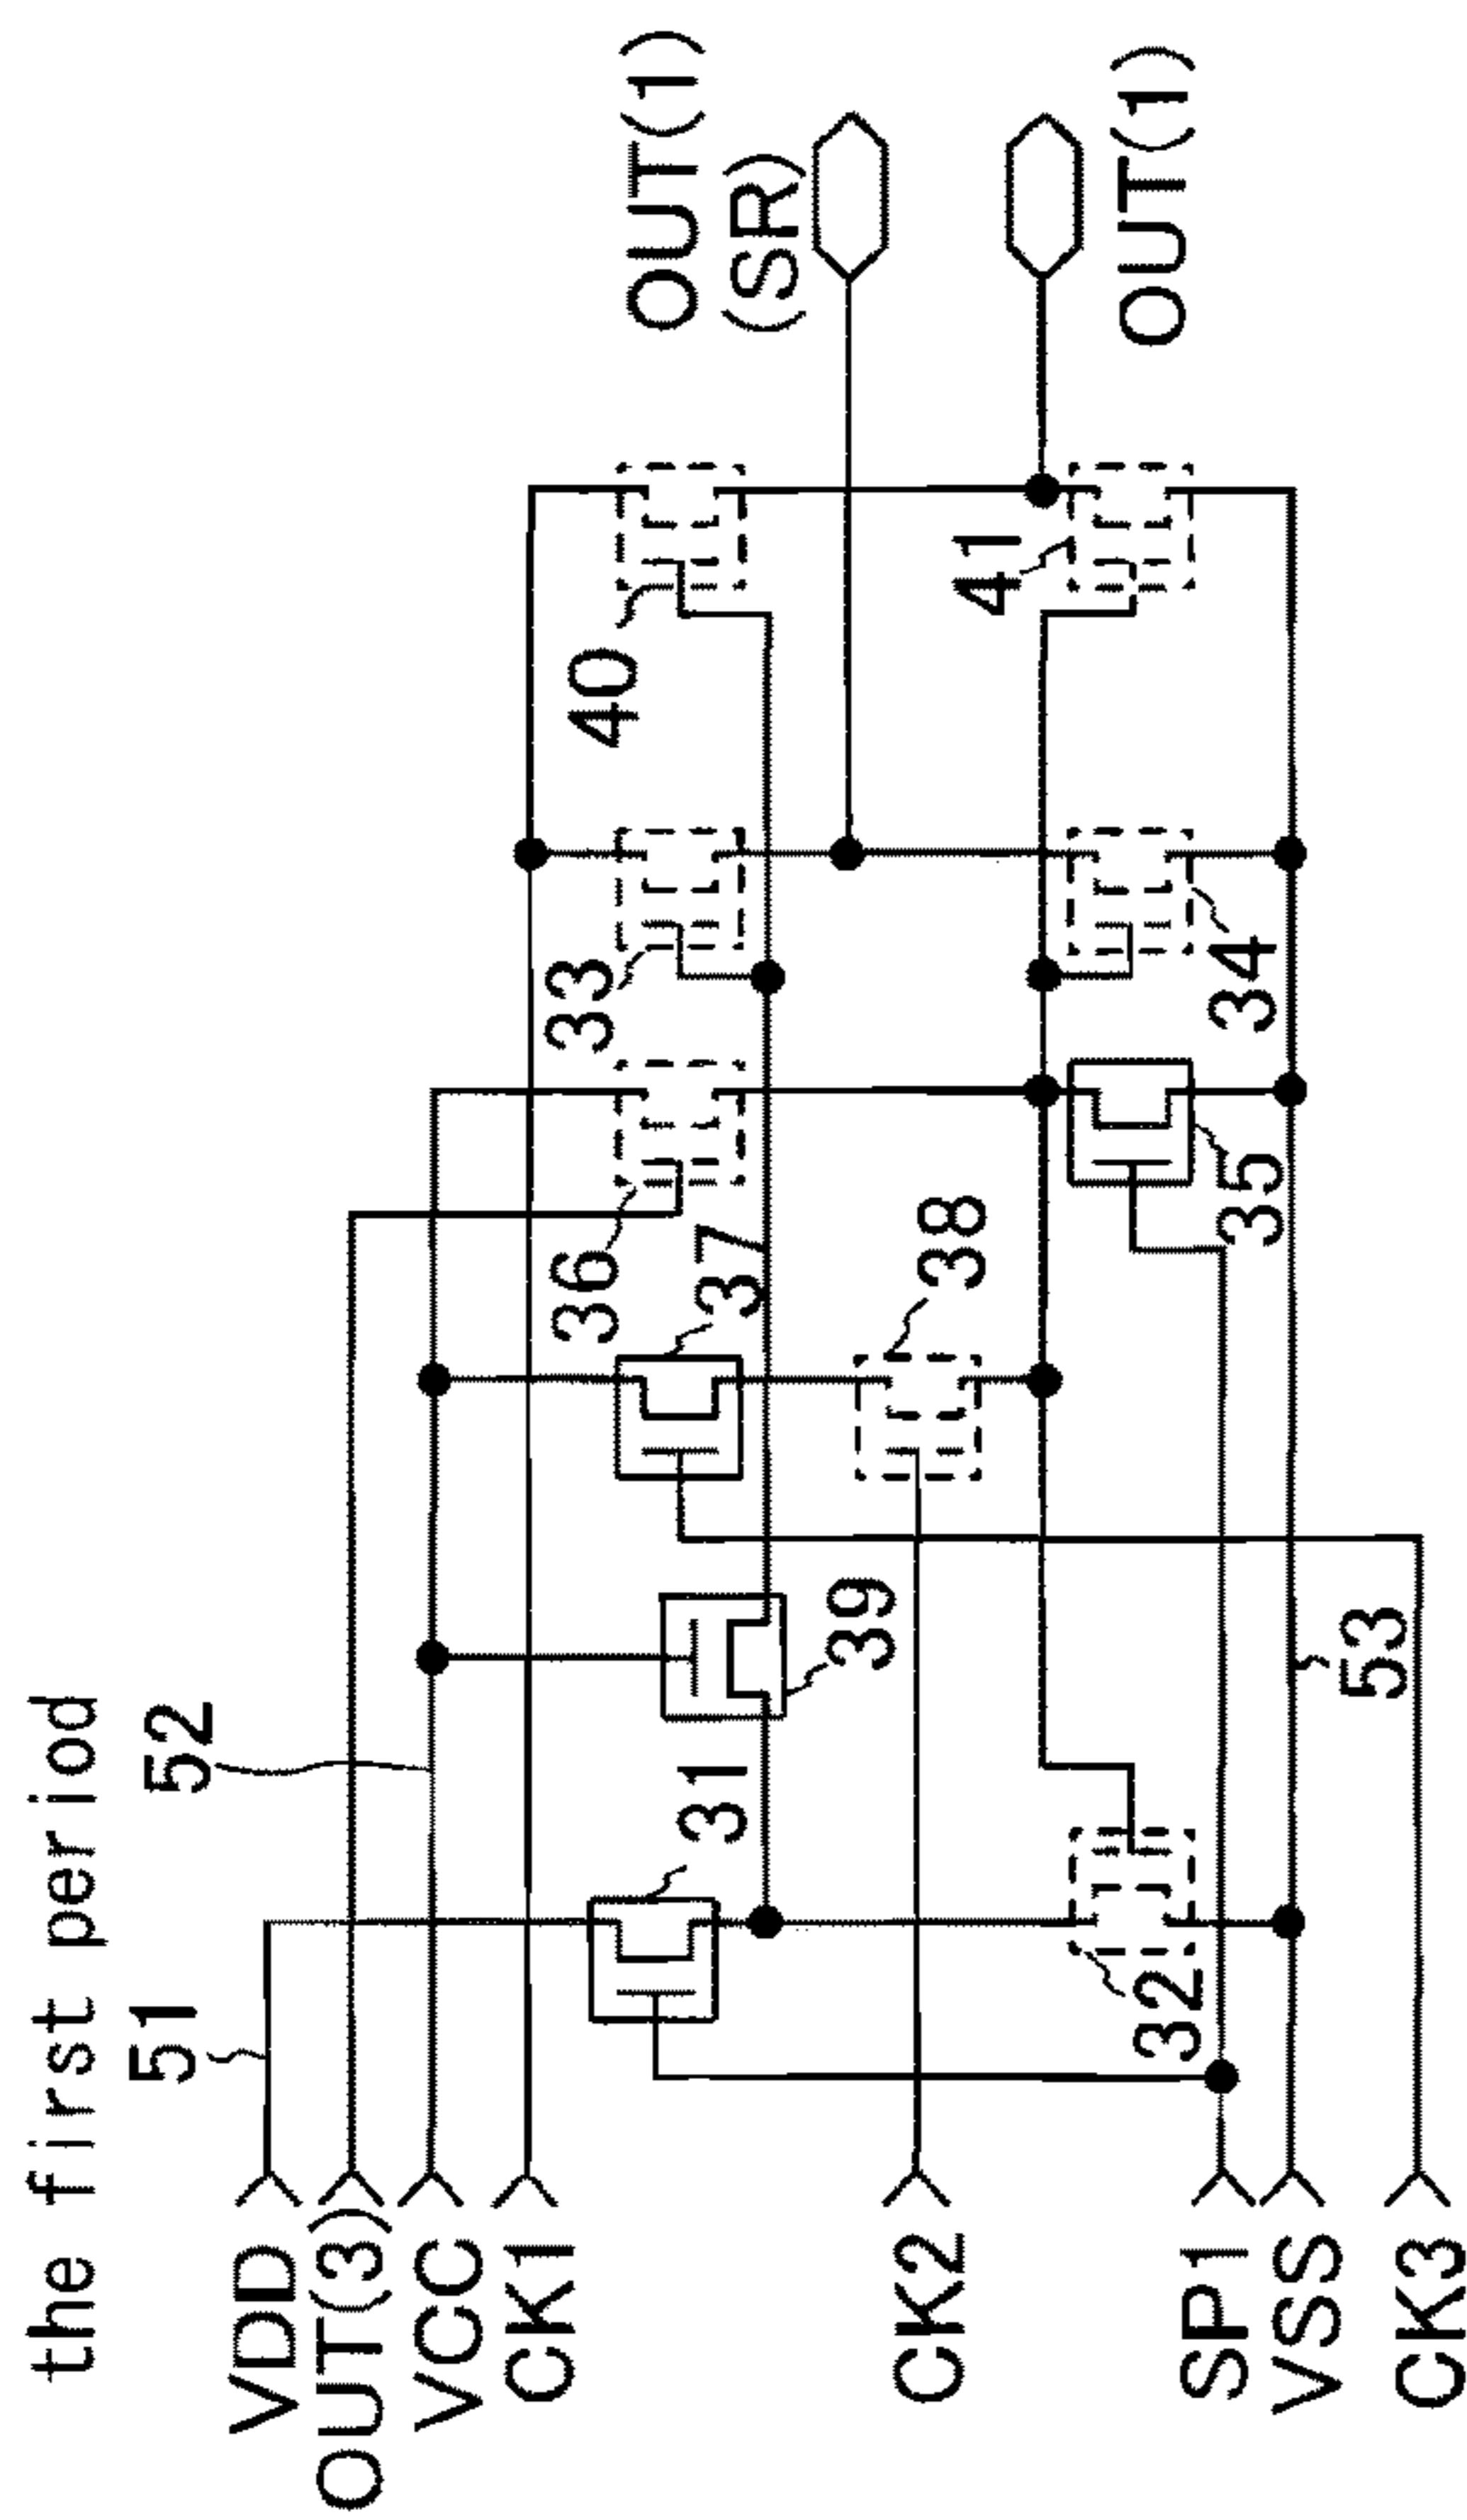 the first period
51
52
VDD
OUT(3)
VCC
CK1
CK2
SP1
VSS
CK3
31
32
39
37
38
36
35
33
34
40
41
53
OUT(1)
(SR)
OUT(1)